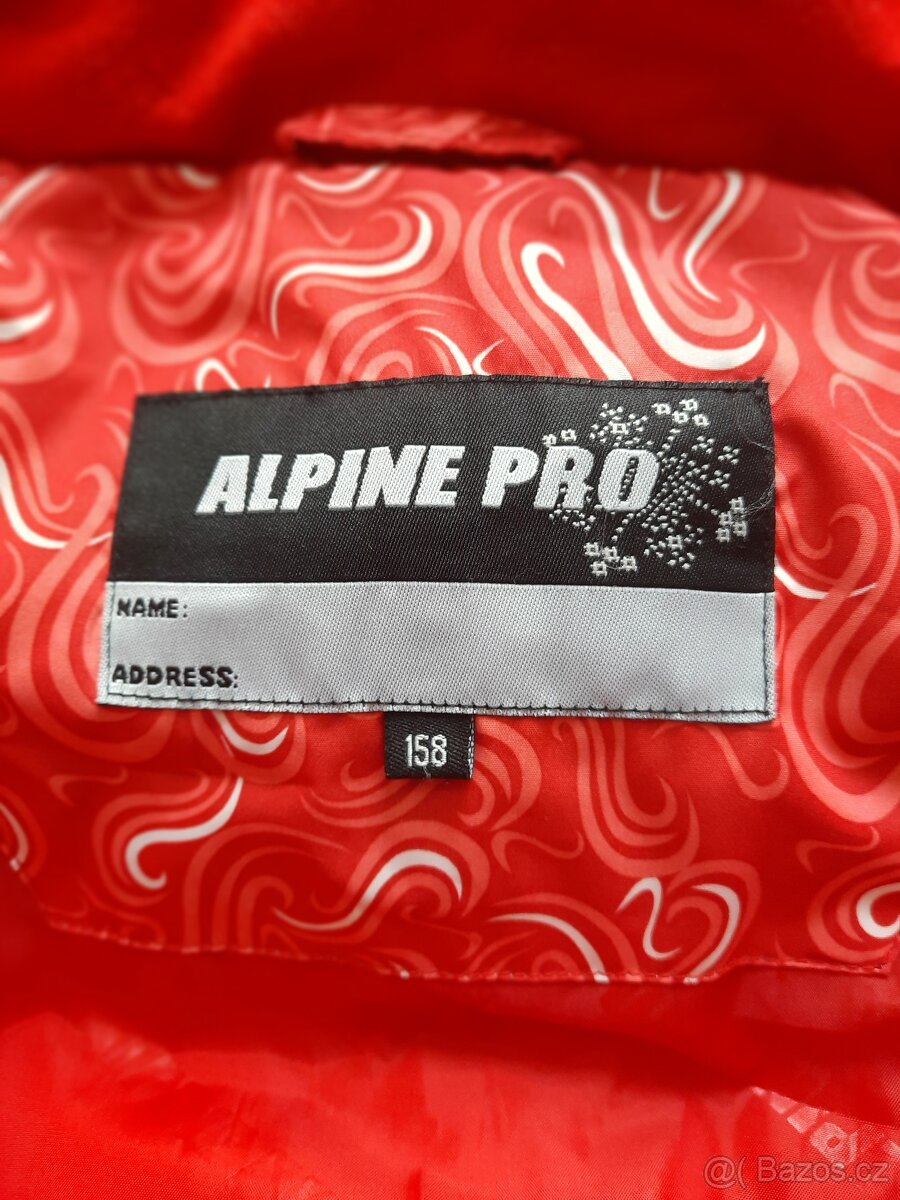 ALPINE PRO
NAME:
ADDRESS:
158
@( Bazos.cz